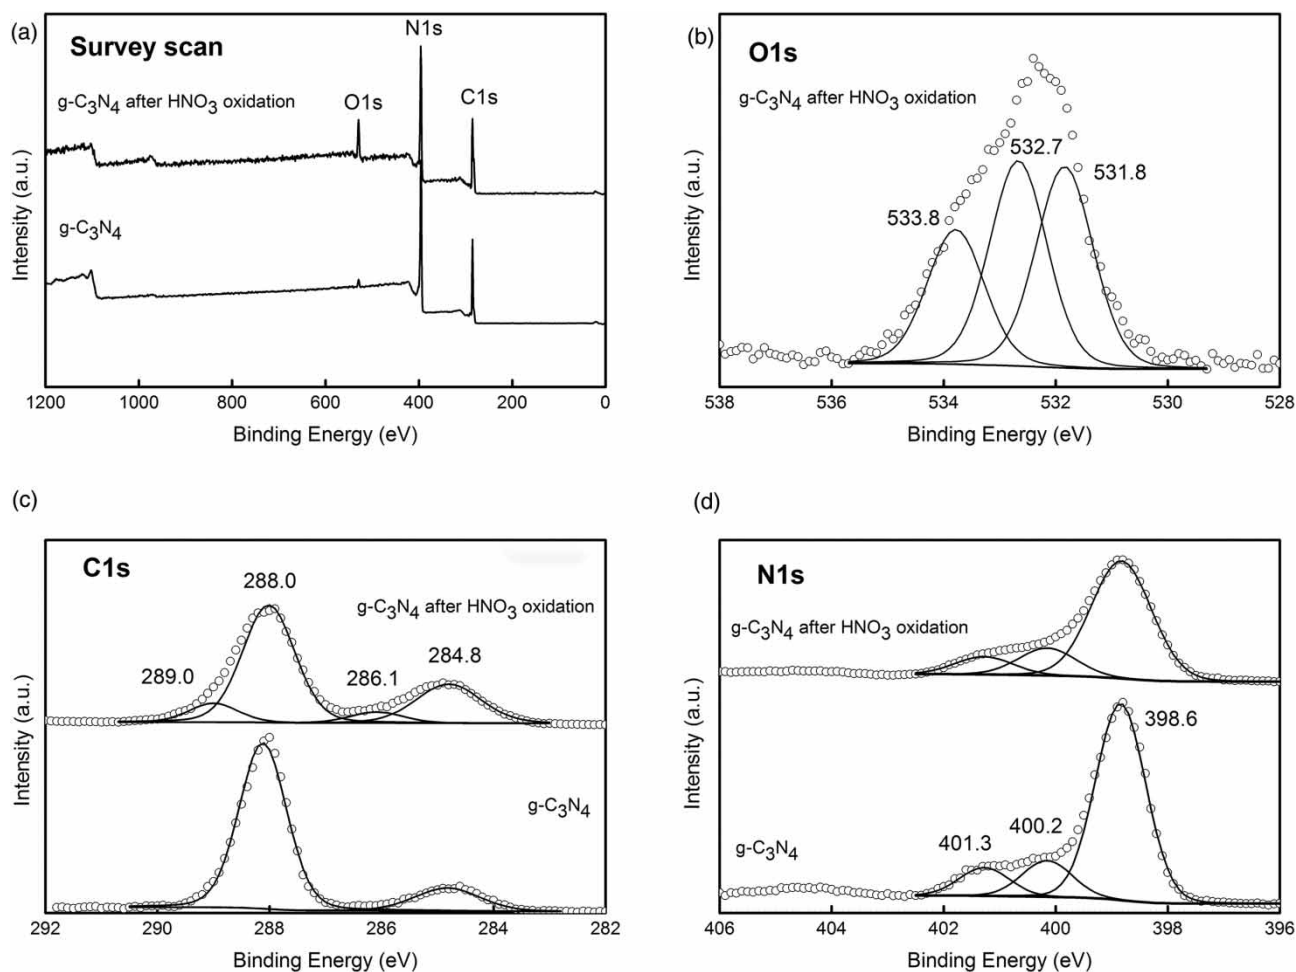 (a)
Survey scan
N1s
g-C3N4 after HNO3 oxidation
O1s
C1s
g-C3N4
Intensity (a.u.)
1200 1000 800 600 400 200 0
Binding Energy (eV)
(b)
O1s
g-C3N4 after HNO3 oxidation
532.7
531.8
533.8
Intensity (a.u.)
538 536 534 532 530 528
Binding Energy (eV)
(c)
C1s
288.0
g-C3N4 after HNO3 oxidation
289.0
286.1
284.8
g-C3N4
Intensity (a.u.)
292 290 288 286 284 282
Binding Energy (eV)
(d)
N1s
g-C3N4 after HNO3 oxidation
398.6
400.2
401.3
g-C3N4
Intensity (a.u.)
406 404 402 400 398 396
Binding Energy (eV)